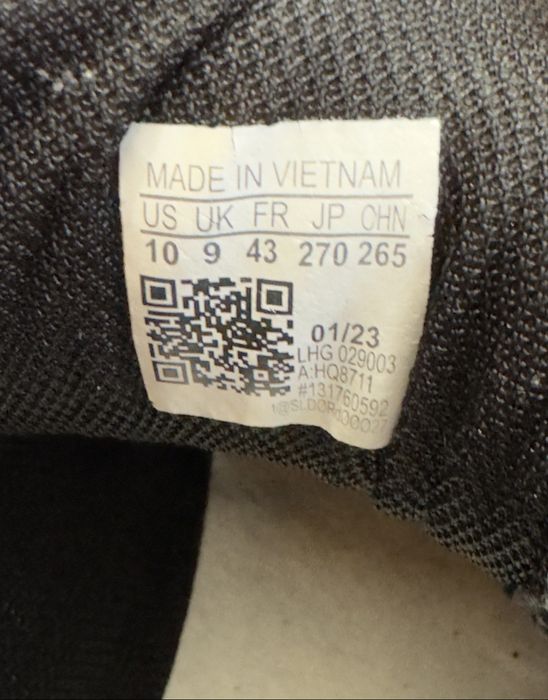 MADE IN VIETNAM
US UK FR JP CHN
10 9 43 270 265
01/23
LHG 029003
A:HQ8711
#131760592